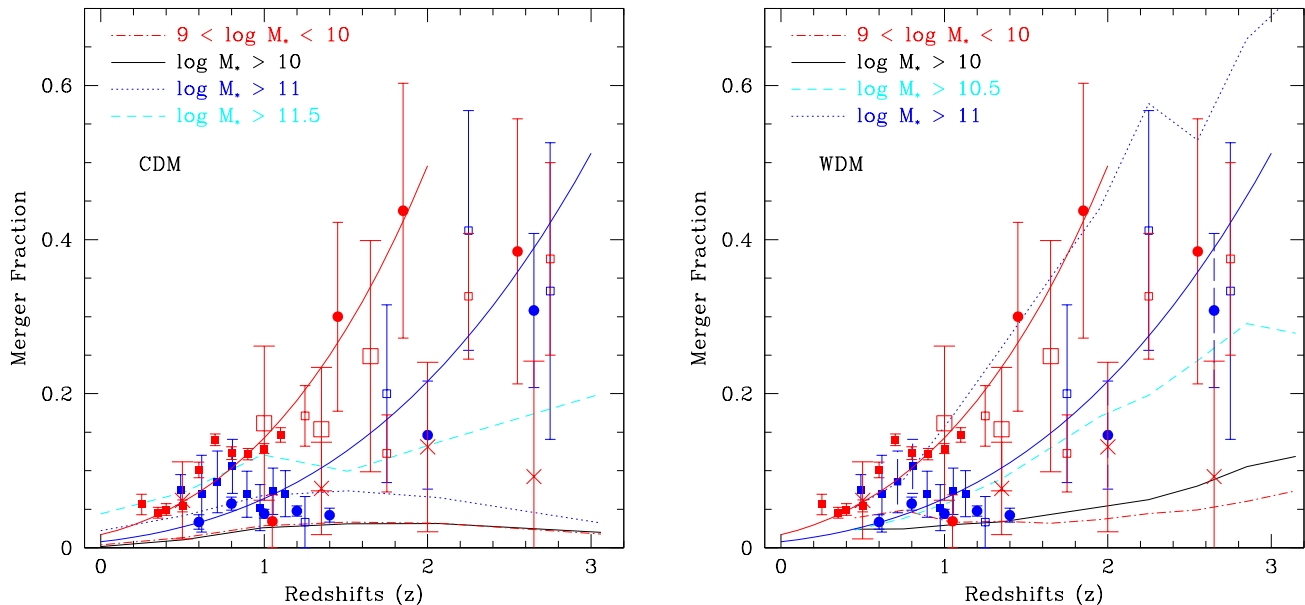 9 < log M* < 10
log M* > 10
log M* > 11
log M* > 11.5
CDM
Merger Fraction
0.6
0.4
0.2
0
0 1 2 3
Redshifts (z)
9 < log M* < 10
log M* > 10
log M* > 10.5
log M* > 11
WDM
Merger Fraction
0.6
0.4
0.2
0
0 1 2 3
Redshifts (z)